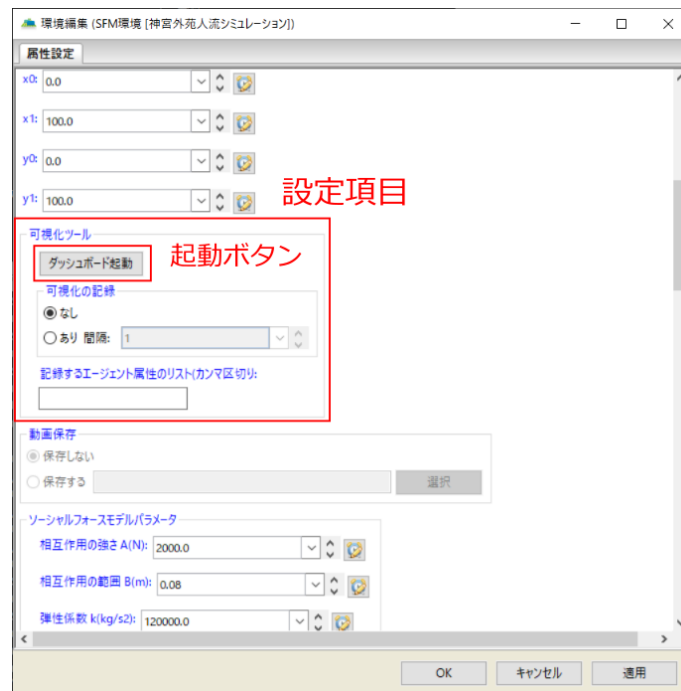 環境編集 (SFM環境 [神宮外苑人流シミュレーション])
属性設定
x0: 0.0
x1: 100.0
y0: 0.0
y1: 100.0
設定項目
可視化ツール
ダッシュボード起動
起動ボタン
可視化の記録
なし
あり 間隔: 1
記録するエージェント属性のリスト(カンマ区切り:
動画保存
保存しない
保存する
選択
ソーシャルフォースモデルパラメータ
相互作用の強さ A(N): 2000.0
相互作用の範囲 B(m): 0.08
弾性係数 k(kg/s2): 120000.0
OK キャンセル 適用